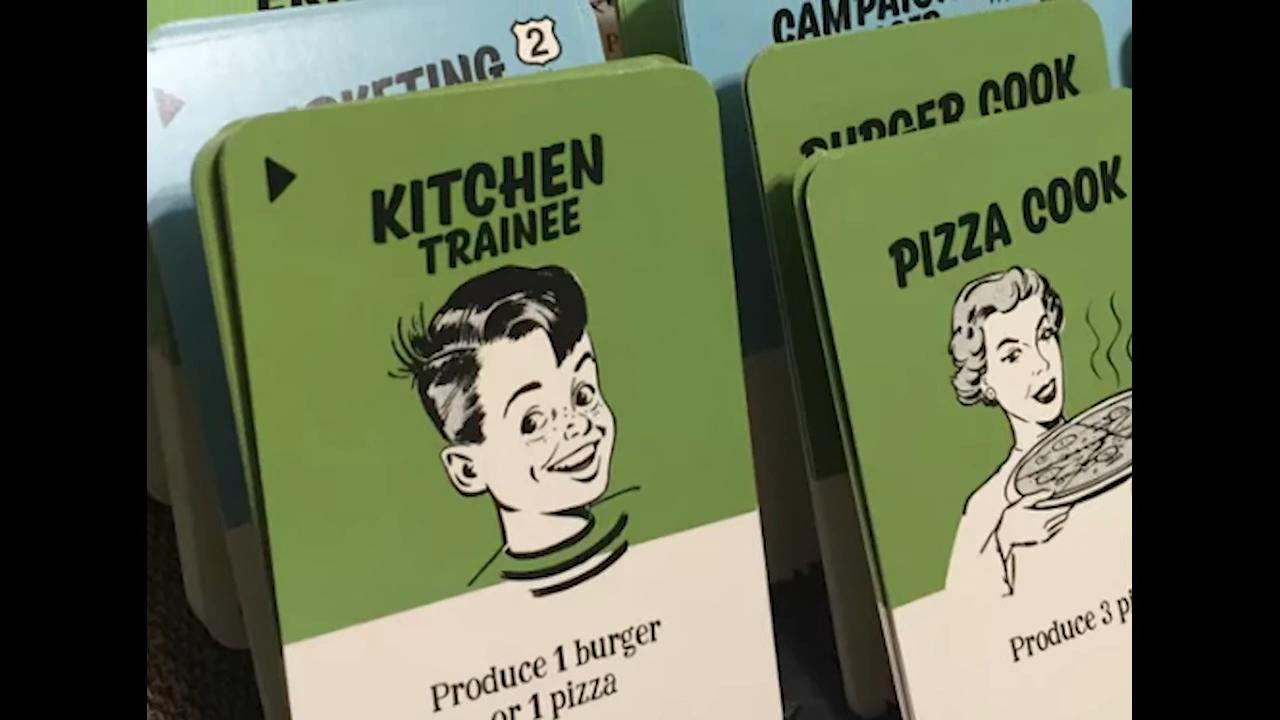 2
CAMPAIGN
KITCHEN
TRAINEE
Produce 1 burger
or 1 pizza
BURGER COOK
PIZZA COOK
Produce 3